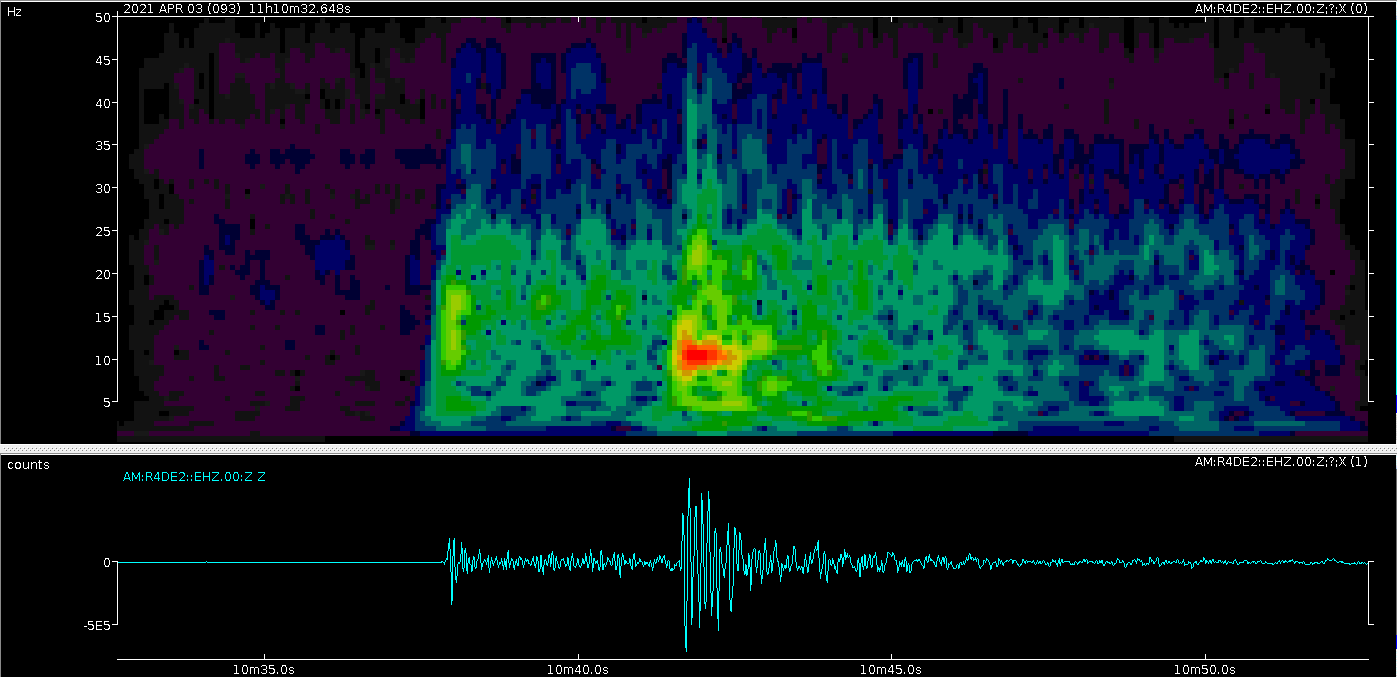 Hz
2021 APR 03 (093) 11h10m32.648s
AM:R4DE2::EHZ.00:Z;?;X (0)
50
45
40
35
30
25
20
15
10
5
counts
AM:R4DE2::EHZ.00:Z;?;X (1)
AM:R4DE2::EHZ.00:Z Z
0
-5E5
10m35.0s 10m40.0s 10m45.0s 10m50.0s